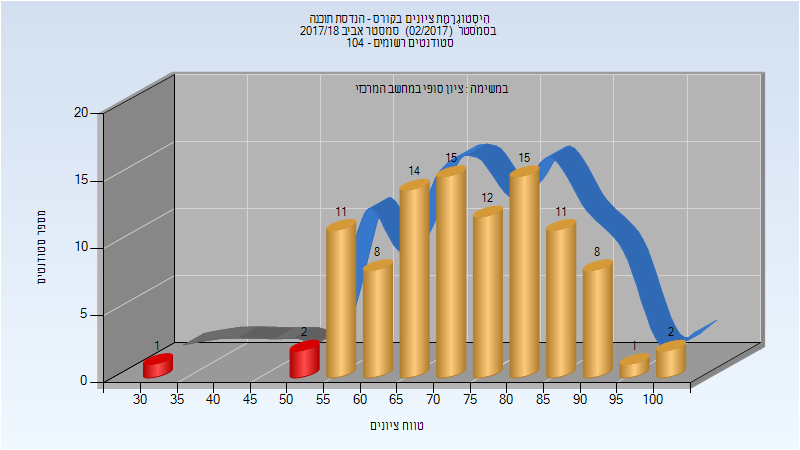 היסטוגרמת ציונים בקורס - הנדסת תוכנה
בסמסטר (02/2017) סמסטר אביב 2017/18
סטודנטים רשומים - 104
במשימה : ציון סופי במחשב המרכזי
מספר סטודנטים
20
15
10
5
0
1
2
11
8
14
15
12
15
11
8
1
2
30 35 40 45 50 55 60 65 70 75 80 85 90 95 100
טווח ציונים